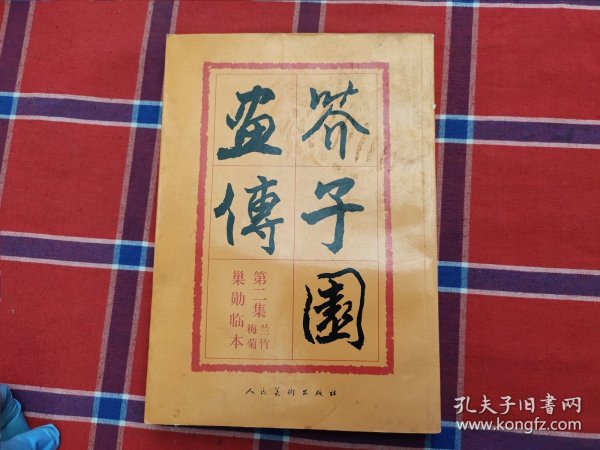 芥子園
畫傳
第二集 兰竹
梅菊
巢勋临本
人民美術出版社
孔夫子旧书网
www.kongfz.com